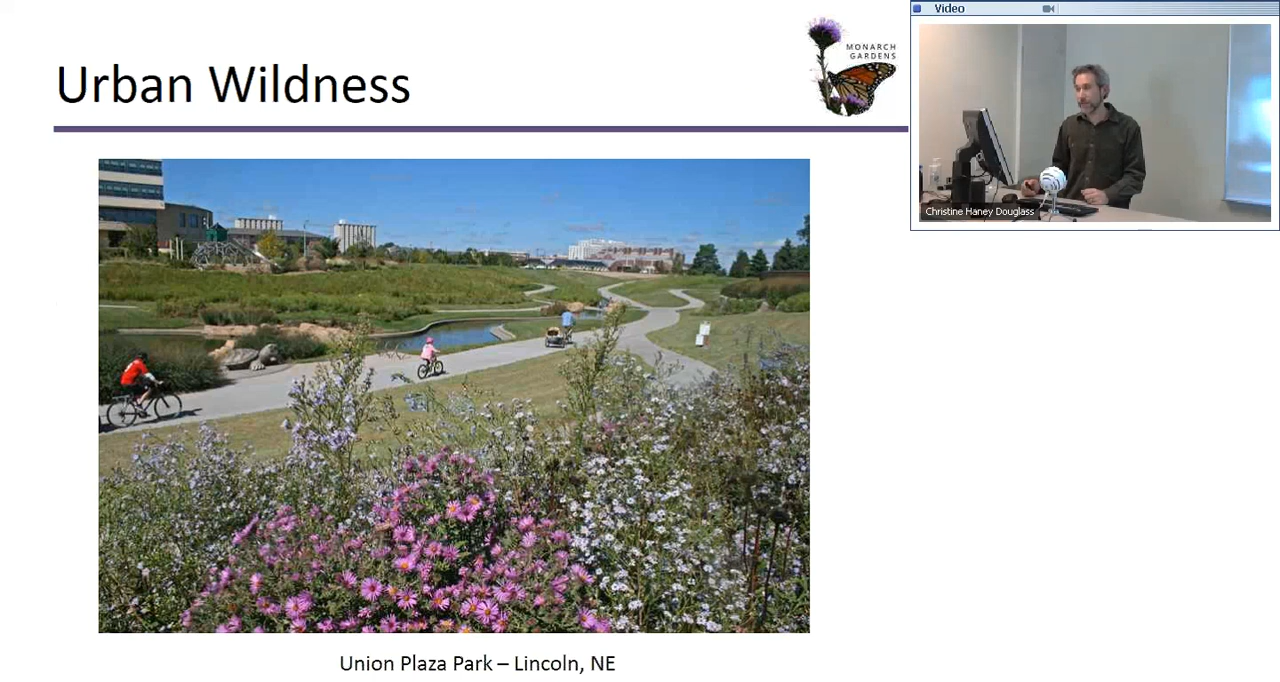 Urban Wildness
MONARCH
GARDENS
Video
Christine Haney Douglass
Union Plaza Park – Lincoln, NE